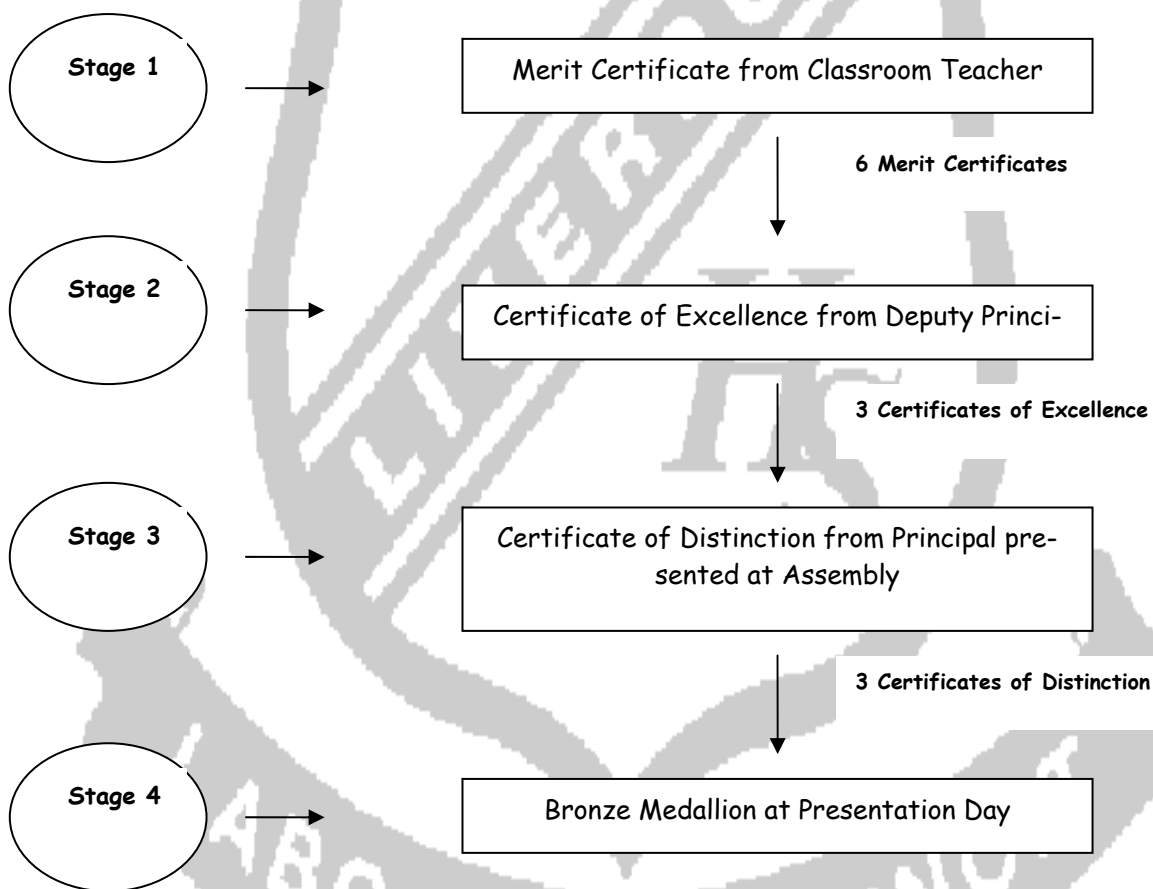 Stage 1
Merit Certificate from Classroom Teacher
6 Merit Certificates
Stage 2
Certificate of Excellence from Deputy Princi-
3 Certificates of Excellence
Stage 3
Certificate of Distinction from Principal pre-
sented at Assembly
3 Certificates of Distinction
Stage 4
Bronze Medallion at Presentation Day